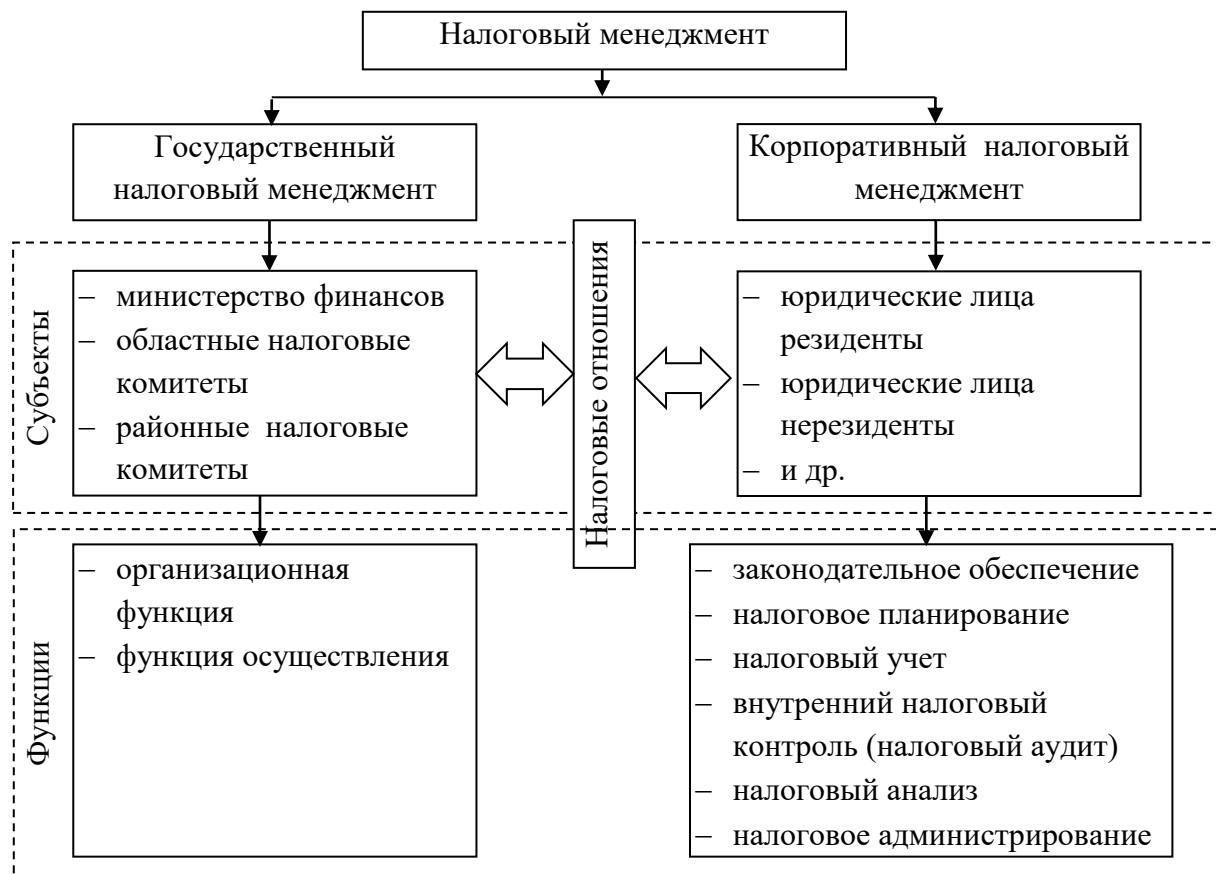 Налоговый менеджмент
Государственный
налоговый менеджмент
Корпоративный налоговый
менеджмент
Субъекты
– министерство финансов
– областные налоговые
комитеты
– районные налоговые
комитеты
Налоговые отношения
– юридические лица
резиденты
– юридические лица
нерезиденты
– и др.
Функции
– организационная
функция
– функция осуществления
– законодательное обеспечение
– налоговое планирование
– налоговый учет
– внутренний налоговый
контроль (налоговый аудит)
– налоговый анализ
– налоговое администрирование